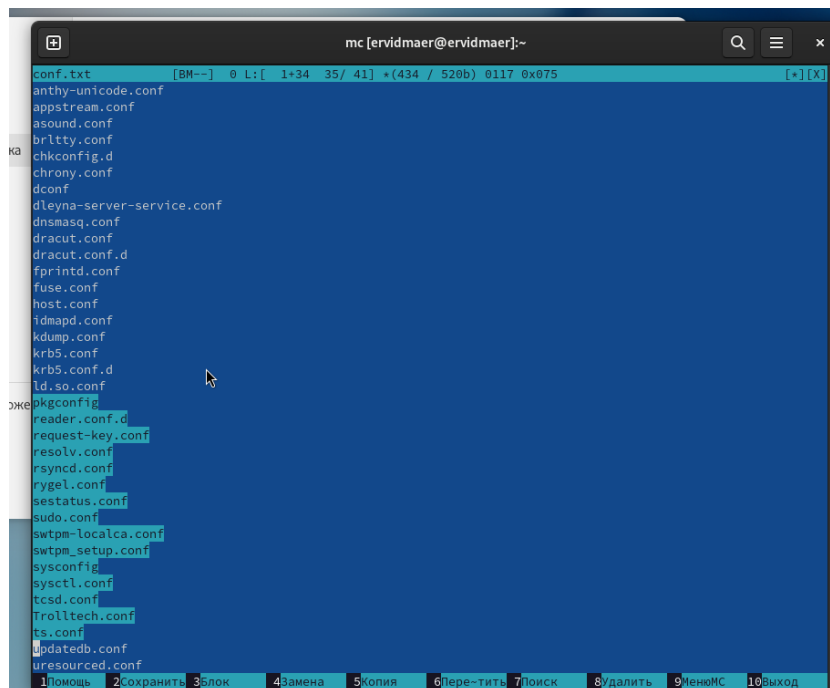 mc [ervidmaer@ervidmaer]:~
conf.txt [BM--] 0 L:[ 1+34 35/ 41] *(434 / 520b) 0117 0x075 [*][X]
anthy-unicode.conf
appstream.conf
asound.conf
brltty.conf
chkconfig.d
chrony.conf
dconf
dleyna-server-service.conf
dnsmasq.conf
dracut.conf
dracut.conf.d
fprintd.conf
fuse.conf
host.conf
idmapd.conf
kdump.conf
krb5.conf
krb5.conf.d
ld.so.conf
pkgconfig
reader.conf.d
request-key.conf
resolv.conf
rsyncd.conf
rygel.conf
sestatus.conf
sudo.conf
swtpm-localca.conf
swtpm_setup.conf
sysconfig
sysctl.conf
tcsd.conf
Trolltech.conf
ts.conf
updatedb.conf
uresourced.conf
1Помощь 2Сохранить 3Блок 4Замена 5Копия 6Пере~тить 7Поиск 8Удалить 9МенюMC 10Выход
ка
оже